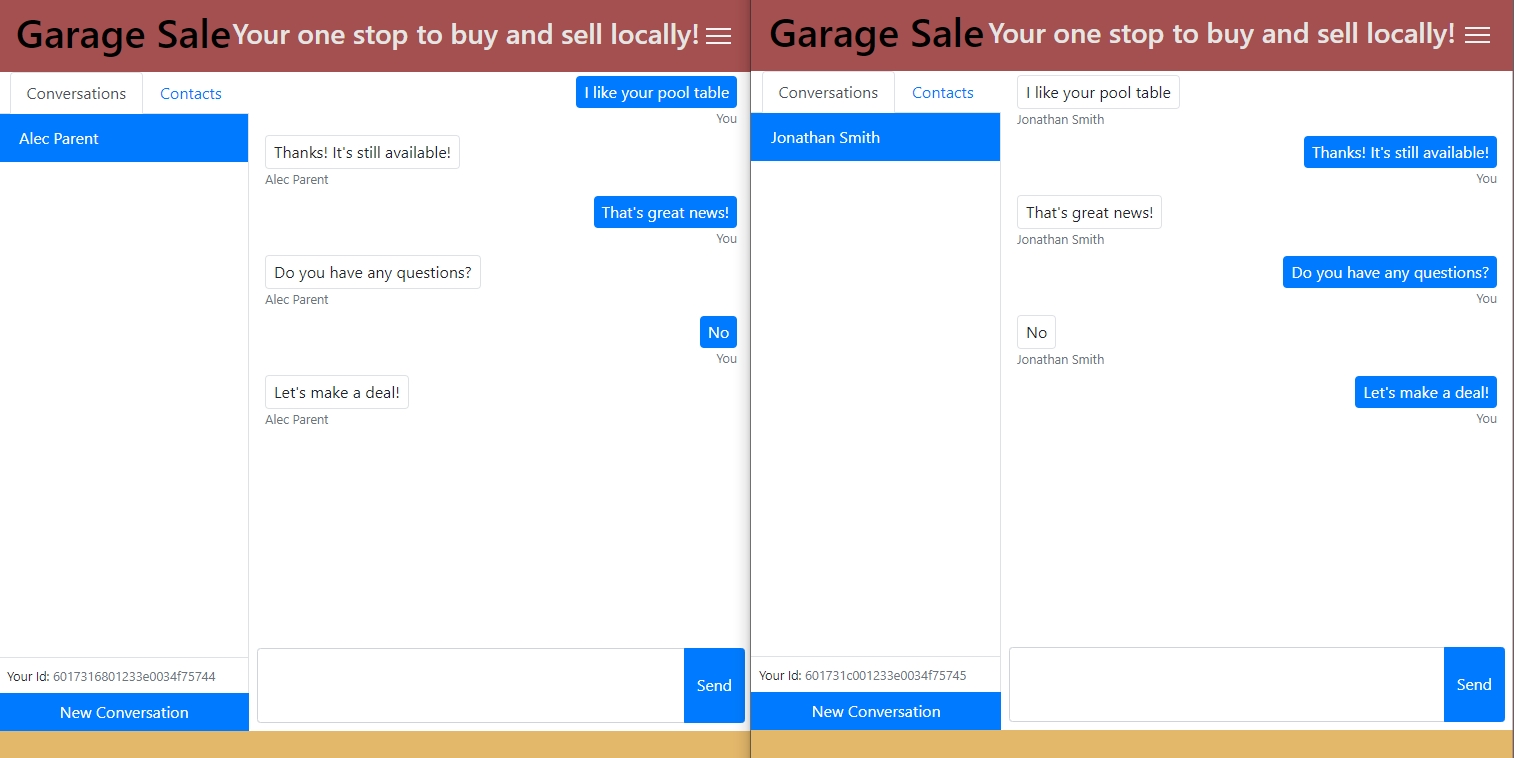 Garage Sale Your one stop to buy and sell locally!
Conversations Contacts
Alec Parent
I like your pool table
You
Thanks! It's still available!
Alec Parent
That's great news!
You
Do you have any questions?
Alec Parent
No
You
Let's make a deal!
Alec Parent
Your Id: 6017316801233e0034f75744
New Conversation
Send
Garage Sale Your one stop to buy and sell locally!
Conversations Contacts
Jonathan Smith
I like your pool table
Jonathan Smith
Thanks! It's still available!
You
That's great news!
Jonathan Smith
Do you have any questions?
You
No
Jonathan Smith
Let's make a deal!
You
Your Id: 601731c001233e0034f75745
New Conversation
Send